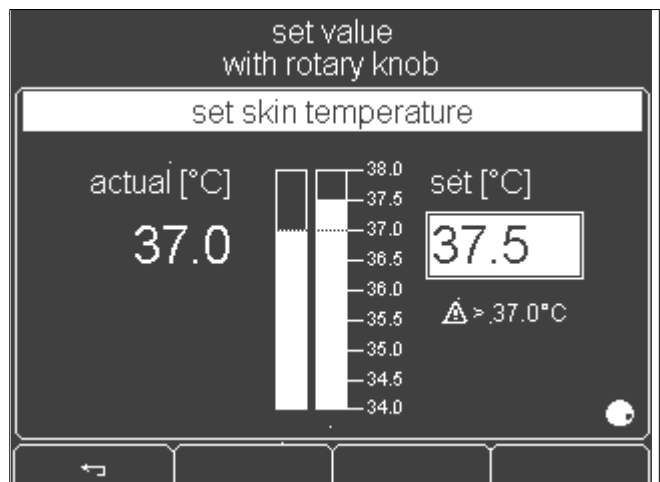 set value
with rotary knob
set skin temperature
actual [°C]
37.0
38.0
37.5
37.0
36.5
36.0
35.5
35.0
34.5
34.0
set [°C]
37.5
⚠ > 37.0°C